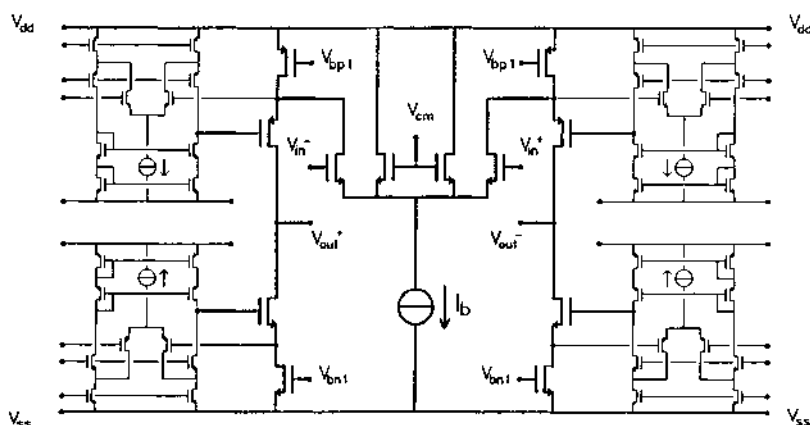 Vdd
Vdd
Vbp1
Vbp1
Vcm
Vin-
Vin+
Vout+
Vout-
Ib
Vbn1
Vbn1
Vss
Vss